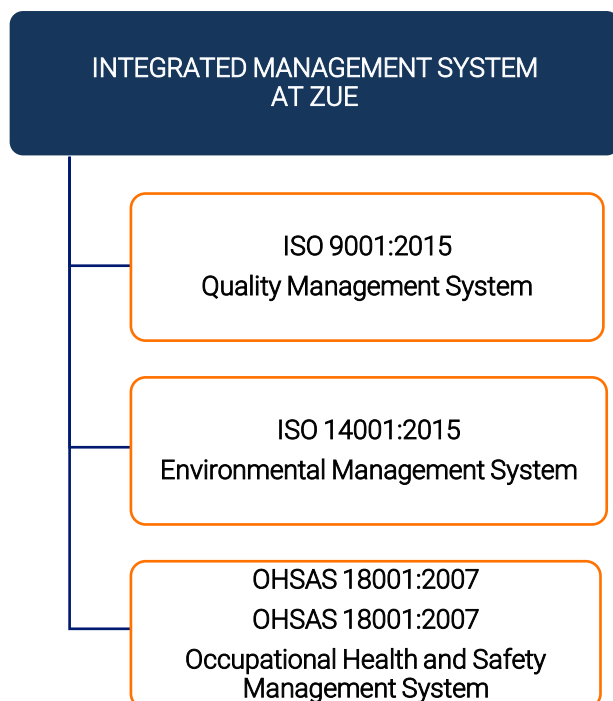 INTEGRATED MANAGEMENT SYSTEM
AT ZUE
ISO 9001:2015
Quality Management System
ISO 14001:2015
Environmental Management System
OHSAS 18001:2007
OHSAS 18001:2007
Occupational Health and Safety
Management System